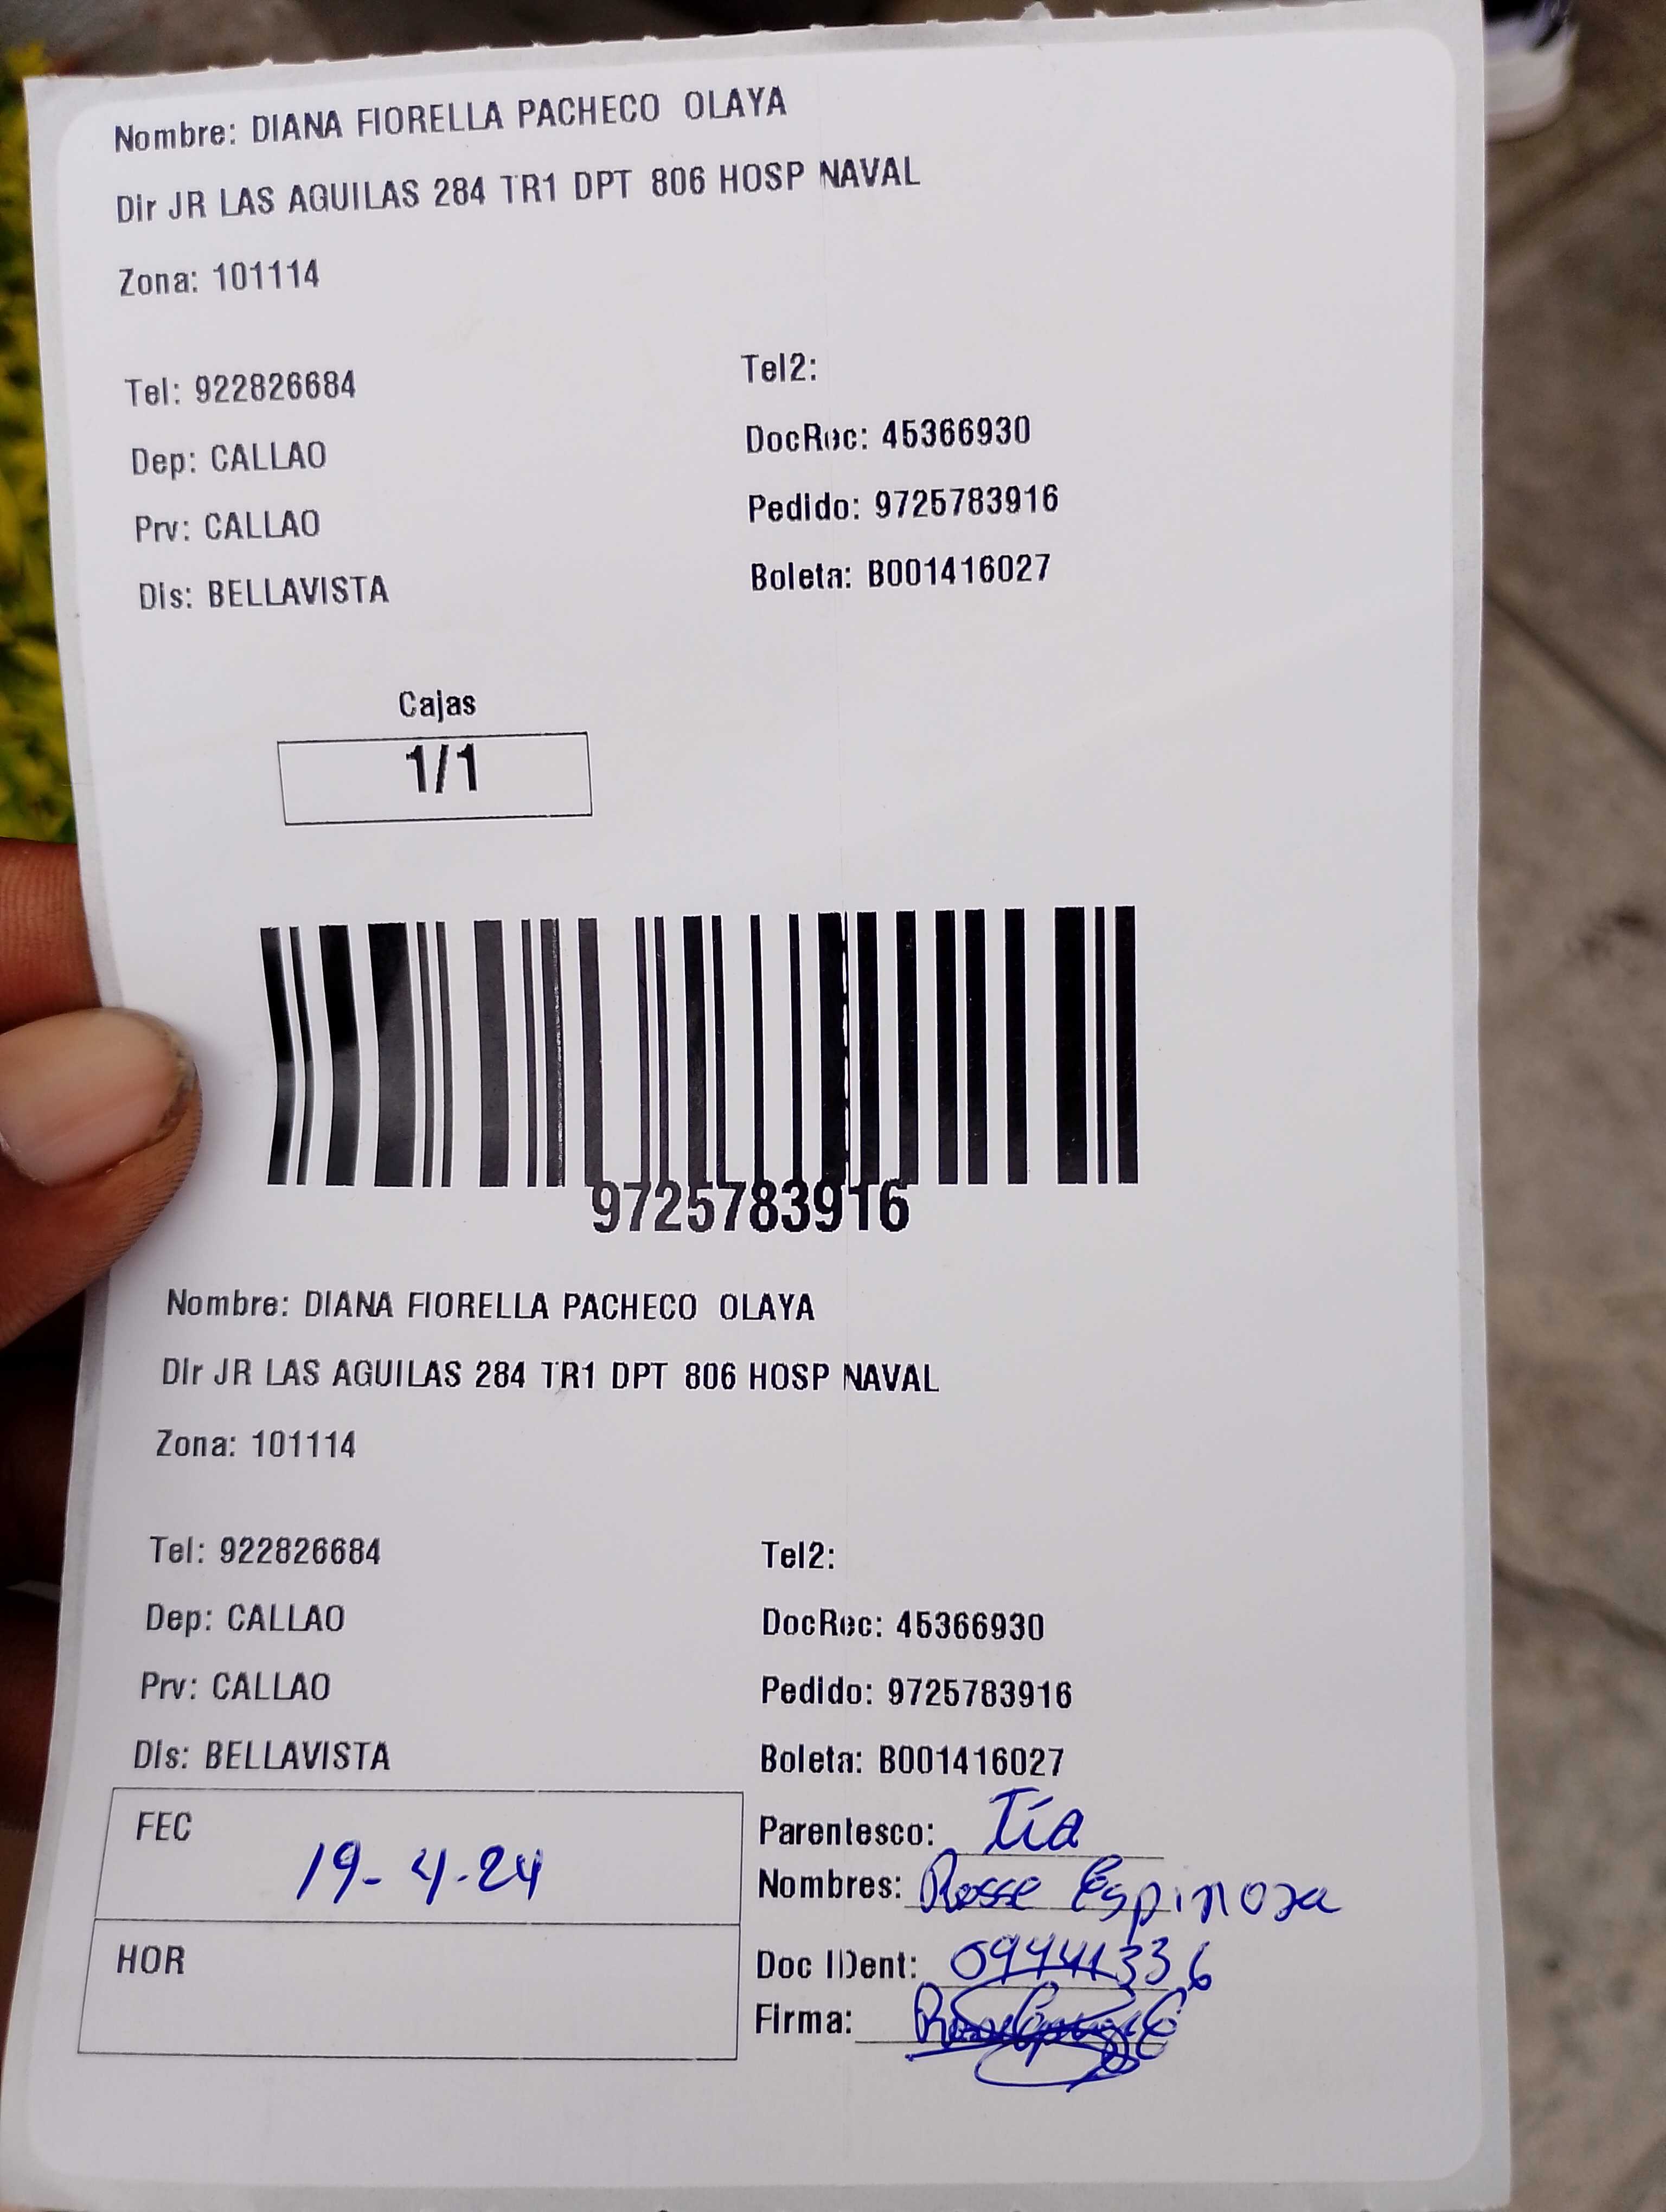 Nombre: DIANA FIORELLA PACHECO OLAYA
Dir JR LAS AGUILAS 284 TR1 DPT 806 HOSP NAVAL
Zona: 101114
Tel: 922826684
Tel2:
Dep: CALLAO
DocRec: 45366930
Prv: CALLAO
Pedido: 9725783916
Dis: BELLAVISTA
Boleta: B001416027
Cajas
1/1
9725783916
Nombre: DIANA FIORELLA PACHECO OLAYA
Dir JR LAS AGUILAS 284 TR1 DPT 806 HOSP NAVAL
Zona: 101114
Tel: 922826684
Tel2:
Dep: CALLAO
DocRec: 45366930
Prv: CALLAO
Pedido: 9725783916
Dis: BELLAVISTA
Boleta: B001416027
FEC
19-4-24
Parentesco: Tía
Nombres: Rosse Espinoza
HOR
Doc IDent: 09441336
Firma: